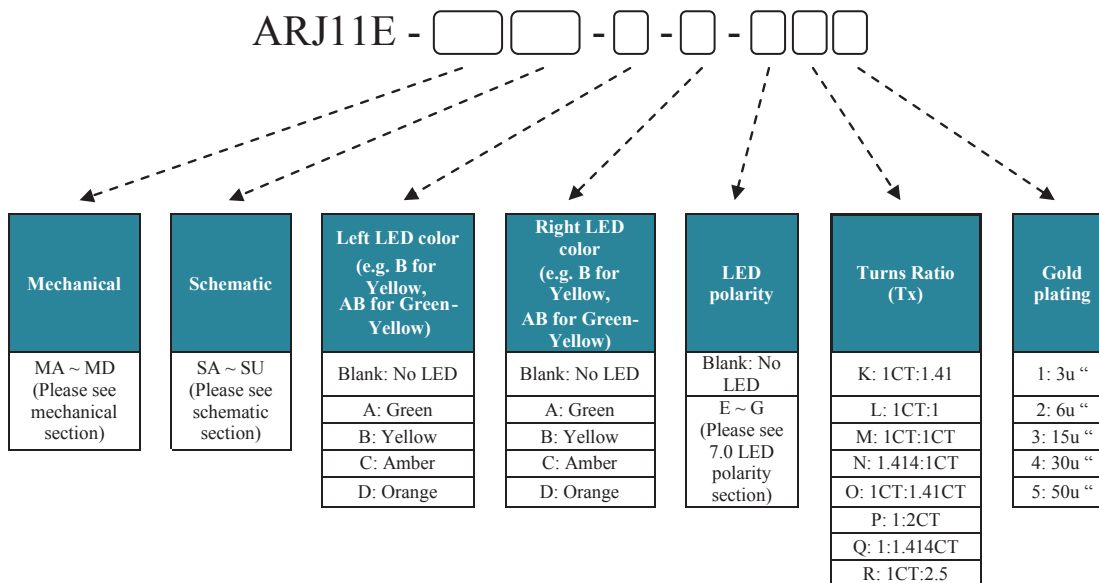 ARJ11E - - - -
Mechanical
MA ~ MD
(Please see
mechanical
section)
Schematic
SA ~ SU
(Please see
schematic
section)
Left LED color
(e.g. B for
Yellow,
AB for Green-
Yellow)
Blank: No LED
A: Green
B: Yellow
C: Amber
D: Orange
Right LED
color
(e.g. B for
Yellow,
AB for Green-
Yellow)
Blank: No LED
A: Green
B: Yellow
C: Amber
D: Orange
LED
polarity
Blank: No
LED
E ~ G
(Please see
7.0 LED
polarity
section)
Turns Ratio
(Tx)
K: 1CT:1.41
L: 1CT:1
M: 1CT:1CT
N: 1.414:1CT
O: 1CT:1.41CT
P: 1:2CT
Q: 1:1.414CT
R: 1CT:2.5
Gold
plating
1: 3u “
2: 6u “
3: 15u “
4: 30u “
5: 50u “